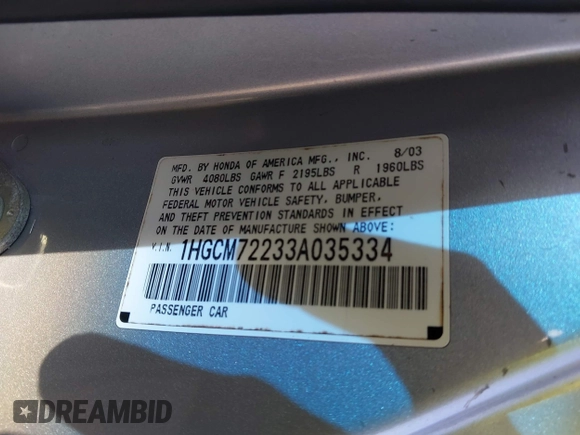 MFD. BY HONDA OF AMERICA MFG., INC. 8/03
GVWR 4080LBS GAWR F 2195LBS R 1960LBS
THIS VEHICLE CONFORMS TO ALL APPLICABLE
FEDERAL MOTOR VEHICLE SAFETY, BUMPER,
AND THEFT PREVENTION STANDARDS IN EFFECT
ON THE DATE OF MANUFACTURE SHOWN ABOVE:
V.I.N. 1HGCM72233A035334
PASSENGER CAR
DREAMBID